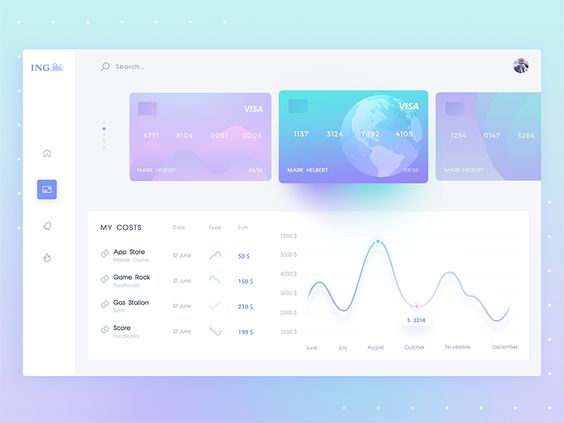 ING
Search...
VISA
4731 8104 0051 0203
MARK HELBERT 01/25
VISA
1137 3124 7892 4105
MARK HELBERT 07/20
1254 0147 3284
MARK HELBERT
MY COSTS Date Type Sum
App Store 12 June 50 $
Mobile Game
Game Rock 12 June 150 $
Purchases
Gas Station 12 June 210 $
Score 12 June 199 $
Purchases
7000 $
5000 $
4000 $
3000 $
2000 $
1000 $
$ 3214
June July August October November December